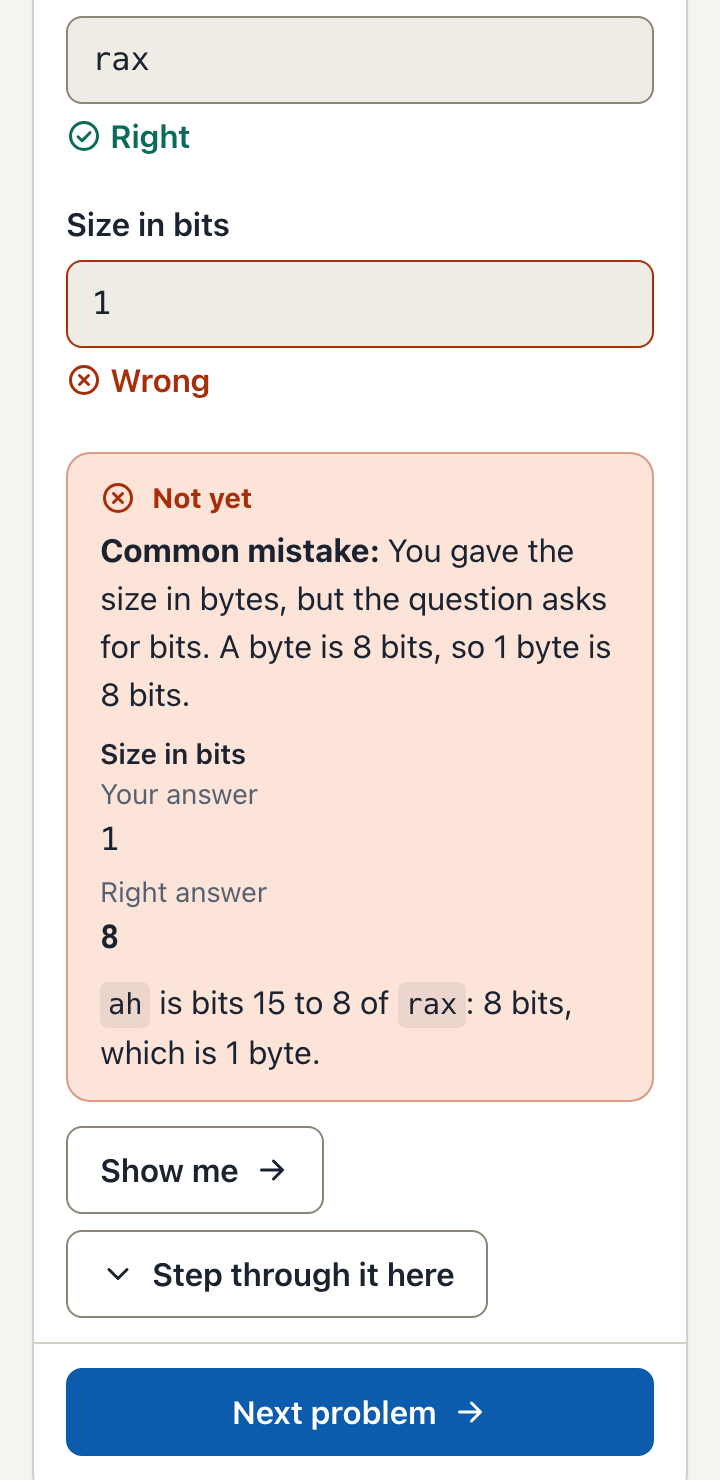 rax
Right
Size in bits
1
Wrong
Not yet
Common mistake: You gave the
size in bytes, but the question asks
for bits. A byte is 8 bits, so 1 byte is
8 bits.
Size in bits
Your answer
1
Right answer
8
ah is bits 15 to 8 of rax: 8 bits,
which is 1 byte.
Show me →
Step through it here
Next problem →